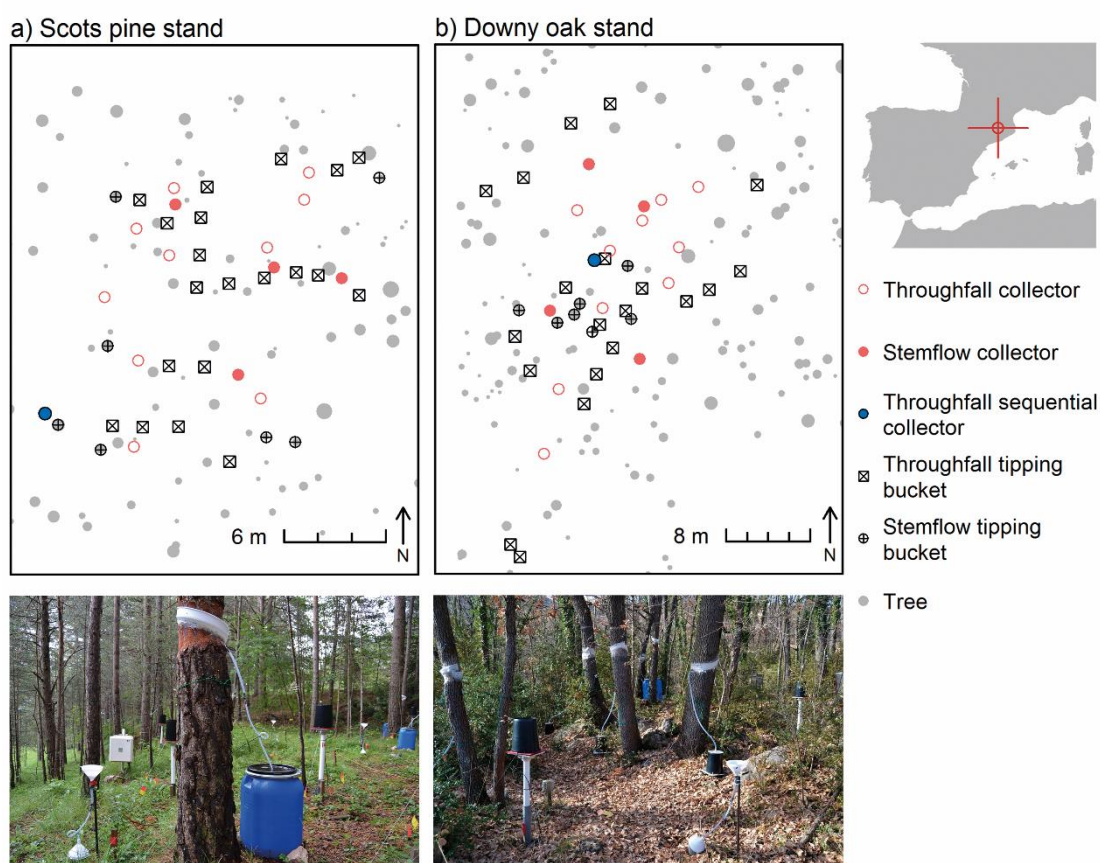 a) Scots pine stand
b) Downy oak stand
6 m
N
8 m
N
Throughfall collector
Stemflow collector
Throughfall sequential
collector
Throughfall tipping
bucket
Stemflow tipping
bucket
Tree